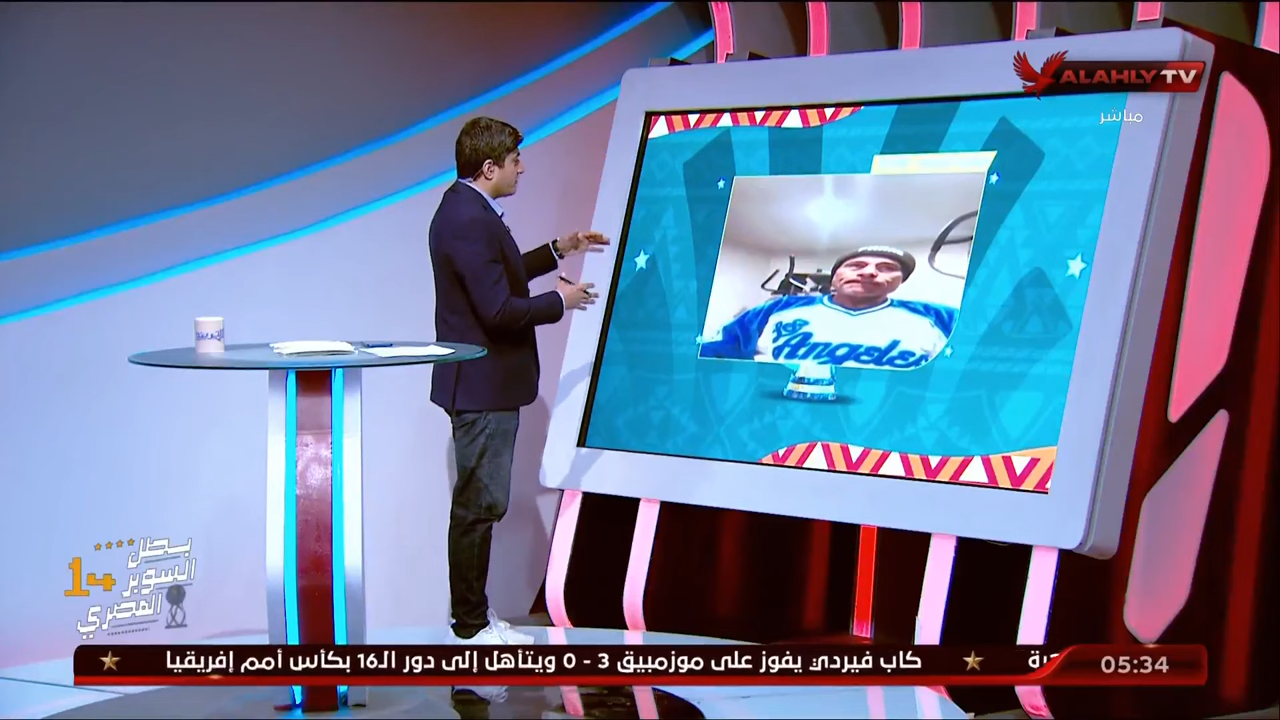 ALAHLY TV
مباشر
Los
Angeles
بطل
السوبر 14
المصري
كاب فيردي يفوز على موزمبيق 3 - 0 ويتأهل إلى دور الـ16 بكأس أمم إفريقيا
05:34